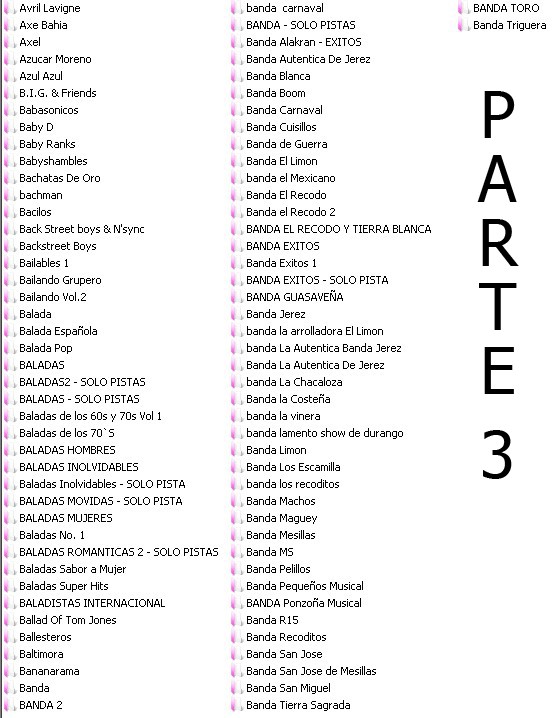 Avril Lavigne
Axe Bahia
Axel
Azucar Moreno
Azul Azul
B.I.G. & Friends
Babasonicos
Baby D
Baby Ranks
Babyshambles
Bachatas De Oro
bachman
Bacilos
Back Street boys & N'sync
Backstreet Boys
Bailables 1
Bailando Grupero
Bailando Vol.2
Balada
Balada Española
Balada Pop
BALADAS
BALADAS2 - SOLO PISTAS
BALADAS - SOLO PISTAS
Baladas de los 60s y 70s Vol 1
Baladas de los 70`S
BALADAS HOMBRES
BALADAS INOLVIDABLES
Baladas Inolvidables - SOLO PISTA
BALADAS MOVIDAS - SOLO PISTA
BALADAS MUJERES
Baladas No. 1
BALADAS ROMANTICAS 2 - SOLO PISTAS
Baladas Sabor a Mujer
Baladas Super Hits
BALADISTAS INTERNACIONAL
Ballad Of Tom Jones
Ballesteros
Baltimora
Bananarama
Banda
BANDA 2
banda  carnaval
BANDA - SOLO PISTAS
Banda Alakran - EXITOS
Banda Autentica De Jerez
Banda Blanca
Banda Boom
Banda Carnaval
Banda Cuisillos
Banda de Guerra
Banda El Limon
Banda el Mexicano
Banda El Recodo
Banda el Recodo 2
BANDA EL RECODO Y TIERRA BLANCA
BANDA EXITOS
Banda Exitos 1
BANDA EXITOS - SOLO PISTA
BANDA GUASAVEÑA
Banda Jerez
banda la arrolladora El Limon
banda La Autentica Banda Jerez
banda La Autentica De Jerez
banda La Chacaloza
banda la Costeña
banda la vinera
banda lamento show de durango
Banda Limon
Banda Los Escamilla
banda los recoditos
Banda Machos
Banda Maguey
Banda Mesillas
Banda MS
Banda Pelillos
Banda Pequeños Musical
BANDA Ponzoña Musical
Banda R15
Banda Recoditos
Banda San Jose
Banda San Jose de Mesillas
Banda San Miguel
Banda Tierra Sagrada
BANDA TORO
Banda Triguera
P
A
R
T
E
3